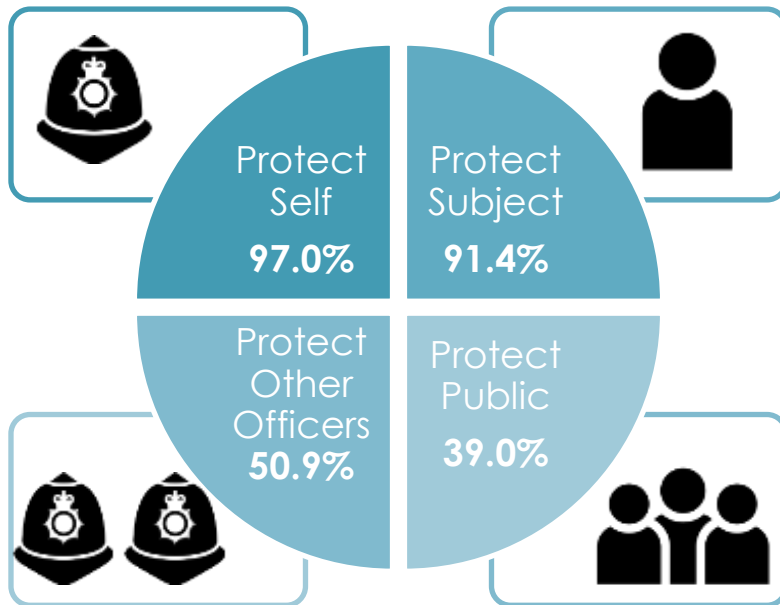 Protect
Self
97.0%
Protect
Subject
91.4%
Protect
Other
Officers
50.9%
Protect
Public
39.0%